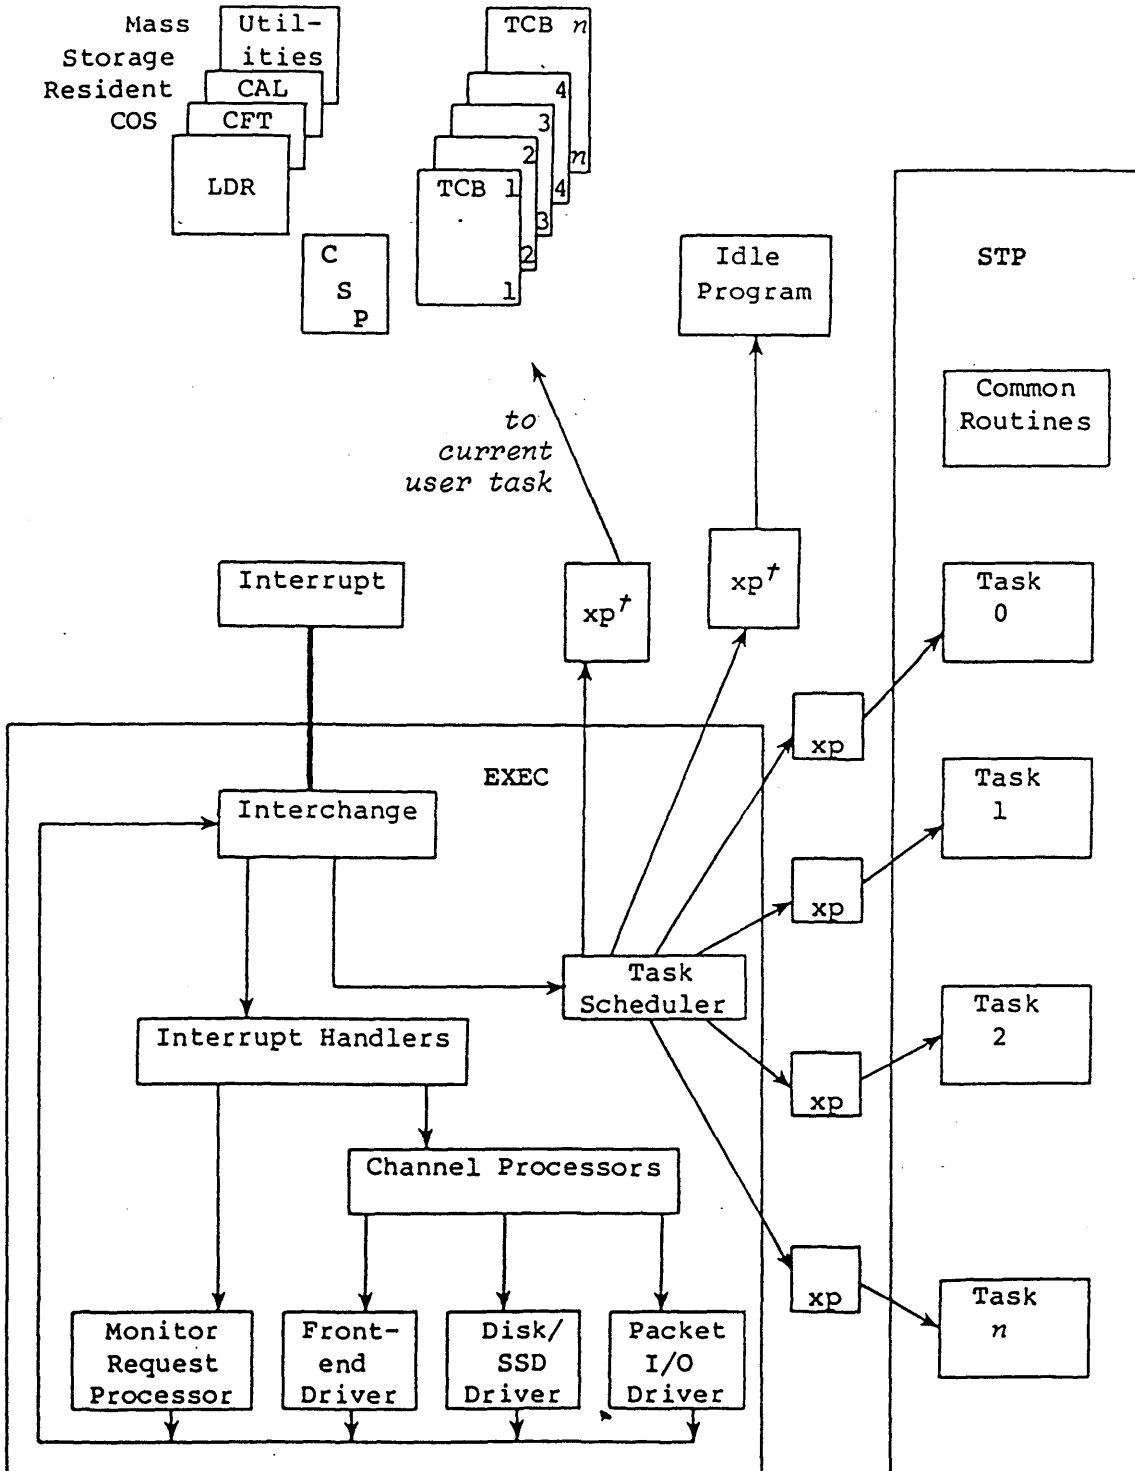 Mass
Storage
Resident
COS
Util-
ities
CAL
CFT
LDR
C
S
P
TCB n
4
3
2
TCB 1
n
4
3
2
1
Idle
Program
STP
Common
Routines
to
current
user task
xp†
xp†
Interrupt
Task
0
xp
EXEC
Interchange
Task
1
xp
Task
Scheduler
Task
2
xp
Interrupt Handlers
Channel Processors
xp
Task
n
Monitor
Request
Processor
Front-
end
Driver
Disk/
SSD
Driver
Packet
I/O
Driver